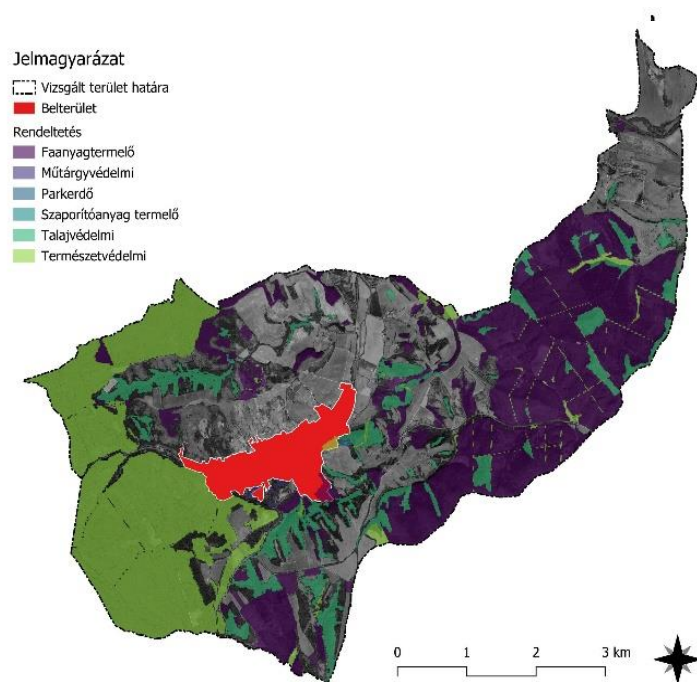 Jelmagyarázat
Vizsgált terület határa
Belterület
Rendeltetés
Faanyagtermelő
Műtárgyvédelmi
Parkerdő
Szaporítóanyag termelő
Talajvédelmi
Természetvédelmi
0 1 2 3 km